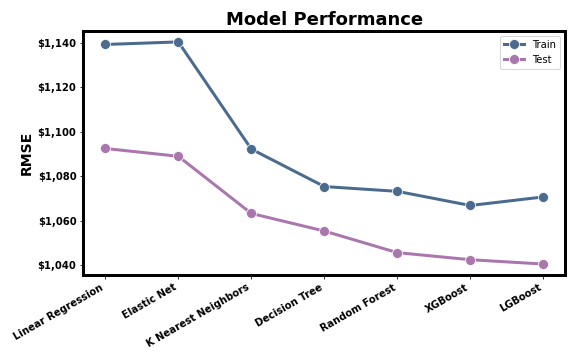 Model Performance
Train
Test
RMSE
$1,140
$1,120
$1,100
$1,080
$1,060
$1,040
Linear Regression
Elastic Net
K Nearest Neighbors
Decision Tree
Random Forest
XGBoost
LGBoost